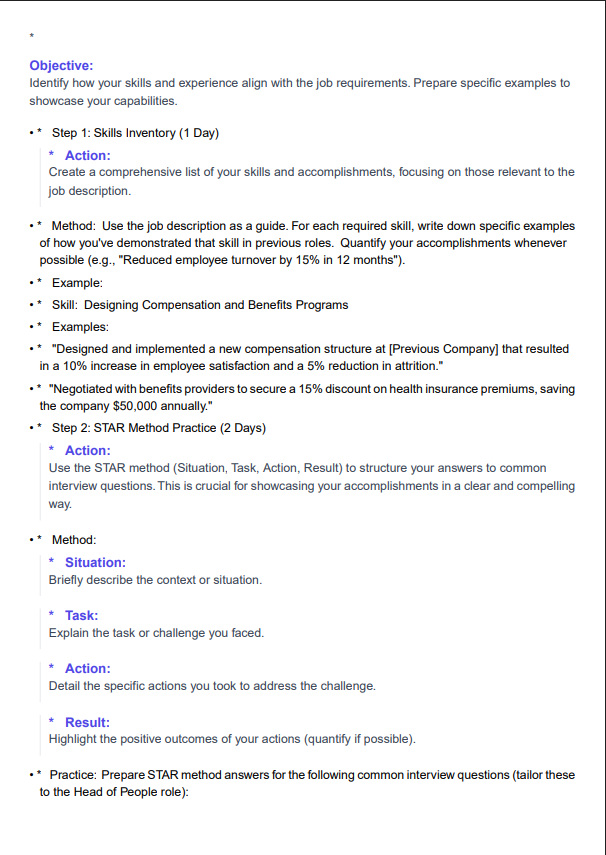 *
Objective:
Identify how your skills and experience align with the job requirements. Prepare specific examples to
showcase your capabilities.
• * Step 1: Skills Inventory (1 Day)
* Action:
Create a comprehensive list of your skills and accomplishments, focusing on those relevant to the
job description.
• * Method: Use the job description as a guide. For each required skill, write down specific examples
of how you've demonstrated that skill in previous roles. Quantify your accomplishments whenever
possible (e.g., "Reduced employee turnover by 15% in 12 months").
• * Example:
• * Skill: Designing Compensation and Benefits Programs
• * Examples:
• * "Designed and implemented a new compensation structure at [Previous Company] that resulted
in a 10% increase in employee satisfaction and a 5% reduction in attrition."
• * "Negotiated with benefits providers to secure a 15% discount on health insurance premiums, saving
the company $50,000 annually."
• * Step 2: STAR Method Practice (2 Days)
* Action:
Use the STAR method (Situation, Task, Action, Result) to structure your answers to common
interview questions. This is crucial for showcasing your accomplishments in a clear and compelling
way.
• * Method:
* Situation:
Briefly describe the context or situation.
* Task:
Explain the task or challenge you faced.
* Action:
Detail the specific actions you took to address the challenge.
* Result:
Highlight the positive outcomes of your actions (quantify if possible).
• * Practice: Prepare STAR method answers for the following common interview questions (tailor these
to the Head of People role):